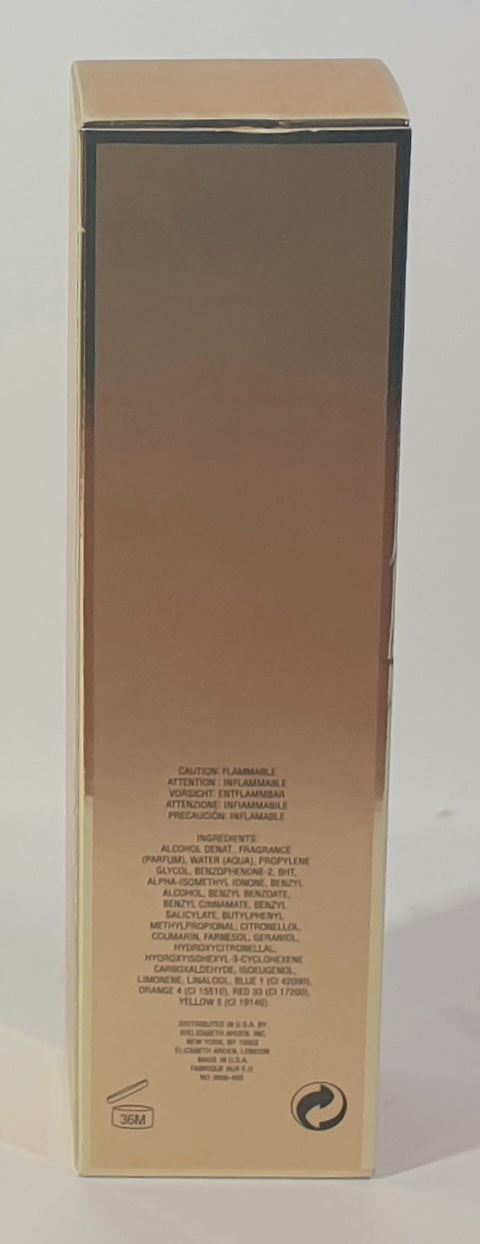 CAUTION: FLAMMABLE
ATTENTION : INFLAMMABLE
VORSICHT: ENTFLAMMBAR
ATTENZIONE: INFIAMMABILE
PRECAUCIÓN: INFLAMABLE
INGREDIENTS:
ALCOHOL DENAT., FRAGRANCE
(PARFUM), WATER (AQUA), PROPYLENE
GLYCOL, BENZOPHENONE-2, BHT,
ALPHA-ISOMETHYL IONONE, BENZYL
ALCOHOL, BENZYL BENZOATE,
BENZYL CINNAMATE, BENZYL
SALICYLATE, BUTYLPHENYL
METHYLPROPIONAL, CITRONELLOL,
COUMARIN, FARNESOL, GERANIOL,
HYDROXYCITRONELLAL,
HYDROXYISOHEXYL-3-CYCLOHEXENE
CARBOXALDEHYDE, ISOEUGENOL,
LIMONENE, LINALOOL, BLUE 1 (CI 42090),
ORANGE 4 (CI 15510), RED 33 (CI 17200),
YELLOW 5 (CI 19140).
DISTRIBUTED IN U.S.A. BY
©ELIZABETH ARDEN, INC.
NEW YORK, NY
ELIZABETH ARDEN, LONDON
MADE IN U.S.A.
FABRIQUÉ AUX É.U.
NO
36M